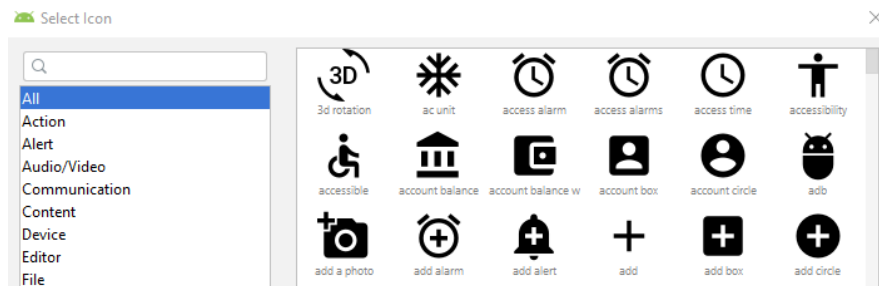 Select Icon
All
Action
Alert
Audio/Video
Communication
Content
Device
Editor
File
3D
3d rotation
ac unit
access alarm
access alarms
access time
accessibility
accessible
account balance
account balance w
account box
account circle
adb
add a photo
add alarm
add alert
add
add box
add circle